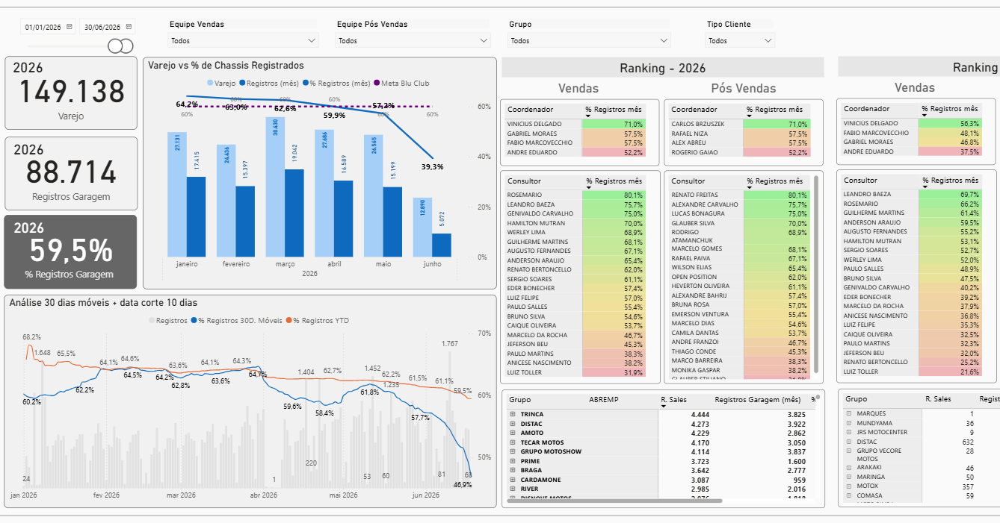 01/01/2026 30/06/2026
Equipe Vendas
Todos
Equipe Pós Vendas
Todos
Grupo
Todos
Tipo Cliente
Todos
2026
149.138
Varejo
2026
88.714
Registros Garagem
2026
59,5%
% Registros Garagem
Varejo vs % de Chassis Registrados
Varejo Registros (mês) % Registros (mês) Meta Blu Club
64,2% 63,0% 62,6% 59,9% 57,2% 39,3%
60% 60% 60% 60% 60% 60%
60%
40%
20%
0%
27.131 17.415
24.436 15.397
30.430 19.042
27.686 16.589
26.565 15.199
12.890 5.072
janeiro fevereiro março abril maio junho
2026
Análise 30 dias móveis + data corte 10 dias
Registros % Registros 30D. Móveis % Registros YTD
70%
60%
50%
68,2% 1.648 65,5% 64,1% 64,6% 63,6% 64,1% 64,3% 1.404 62,7% 1.452 62,2% 1.235 61,5% 1.767 61,1% 59,5%
60,2% 62,2% 64,5% 64,2% 62,8% 63,6% 64,7% 59,6% 58,4% 61,8% 57,7% 46,9%
24 1 220 53 60 81 68
jan 2026 fev 2026 mar 2026 abr 2026 mai 2026 jun 2026
Ranking - 2026
Vendas
Coordenador % Registros mês
VINICIUS DELGADO 71,0%
GABRIEL MORAES 57,5%
FABIO MARCOVECCHIO 57,5%
ANDRE EDUARDO 52,2%
Consultor % Registros mês
ROSEMARIO 80,1%
LEANDRO BAEZA 75,7%
GENIVALDO CARVALHO 75,0%
HAMILTON MUTRAN 70,0%
WERLEY LIMA 68,9%
GUILHERME MARTINS 68,1%
AUGUSTO FERNANDES 67,1%
ANDERSON ARAUJO 65,4%
RENATO BERTONCELLO 62,0%
SERGIO SOARES 61,1%
EDER BONECHER 57,4%
LUIZ FELIPE 57,0%
PAULO SALLES 55,4%
BRUNO SILVA 54,6%
CAIQUE OLIVEIRA 53,7%
MARCELO DA ROCHA 46,7%
JEFERSON BEU 45,3%
PAULO MARTINS 38,3%
ANICESE NASCIMENTO 38,2%
LUIZ TOLLER 31,9%
Pós Vendas
Coordenador % Registros mês
CARLOS BRZUSZEK 71,0%
RAFAEL NIZA 57,5%
ALEX ABREU 57,5%
ROGERIO GAIAO 52,2%
Consultor % Registros mês
RENATO FREITAS 80,1%
ALEXANDRE CARVALHO 75,7%
LUCAS BONAGURA 75,0%
GLAUBER SILVA 70,0%
RODRIGO 68,9%
ATAMANCHUK
MARCELO GOMES 68,1%
RAFAEL PAIVA 67,1%
WILSON ELIAS 65,4%
OPEN POSITION 62,0%
HEVERTON OLIVEIRA 61,1%
ALEXANDRE BAHRIJ 57,4%
BRUNA ROSA 57,0%
EMERSON VENTURA 55,4%
MARCELO DIAS 54,6%
CAMILA DANTAS 53,7%
ANDRE FRANZOI 46,7%
THIAGO CONDE 45,3%
MARCO BARREIRA 38,3%
MONIKA GASPAR 38,2%
Grupo ABREMP R. Sales Registros Garagem (mês) %
TRINCA 4.444 3.825
DISTAC 4.273 3.922
AMOTO 4.229 2.862
TECAR MOTOS 4.170 3.050
GRUPO MOTOSHOW 4.114 3.837
PRIME 3.723 1.600
BRAGA 3.642 2.777
CARDAMONE 3.087 959
RIVER 2.985 2.016
Ranking
Vendas
Coordenador % Registros mês
VINICIUS DELGADO 56,3%
FABIO MARCOVECCHIO 48,1%
GABRIEL MORAES 46,8%
ANDRE EDUARDO 37,5%
Consultor % Registros mês
LEANDRO BAEZA 69,7%
ROSEMARIO 66,2%
GUILHERME MARTINS 61,4%
ANDERSON ARAUJO 59,5%
AUGUSTO FERNANDES 55,2%
HAMILTON MUTRAN 53,1%
SERGIO SOARES 52,7%
WERLEY LIMA 52,0%
PAULO SALLES 48,9%
BRUNO SILVA 47,5%
GENIVALDO CARVALHO 40,2%
EDER BONECHER 39,2%
MARCELO DA ROCHA 37,9%
ANICESE NASCIMENTO 36,8%
LUIZ FELIPE 35,3%
CAIQUE OLIVEIRA 32,5%
PAULO MARTINS 32,3%
JEFERSON BEU 32,0%
RENATO BERTONCELLO 25,2%
LUIZ TOLLER 21,6%
Grupo R. Sales Regist
MARQUES 1
MUNDYAMA 36
JRS MOTOCENTER 9
DISTAC 632
GRUPO VECORE 28
MOTOS
ARAKAKI 46
MARINGA 50
MOTOX 357
COMASA 59